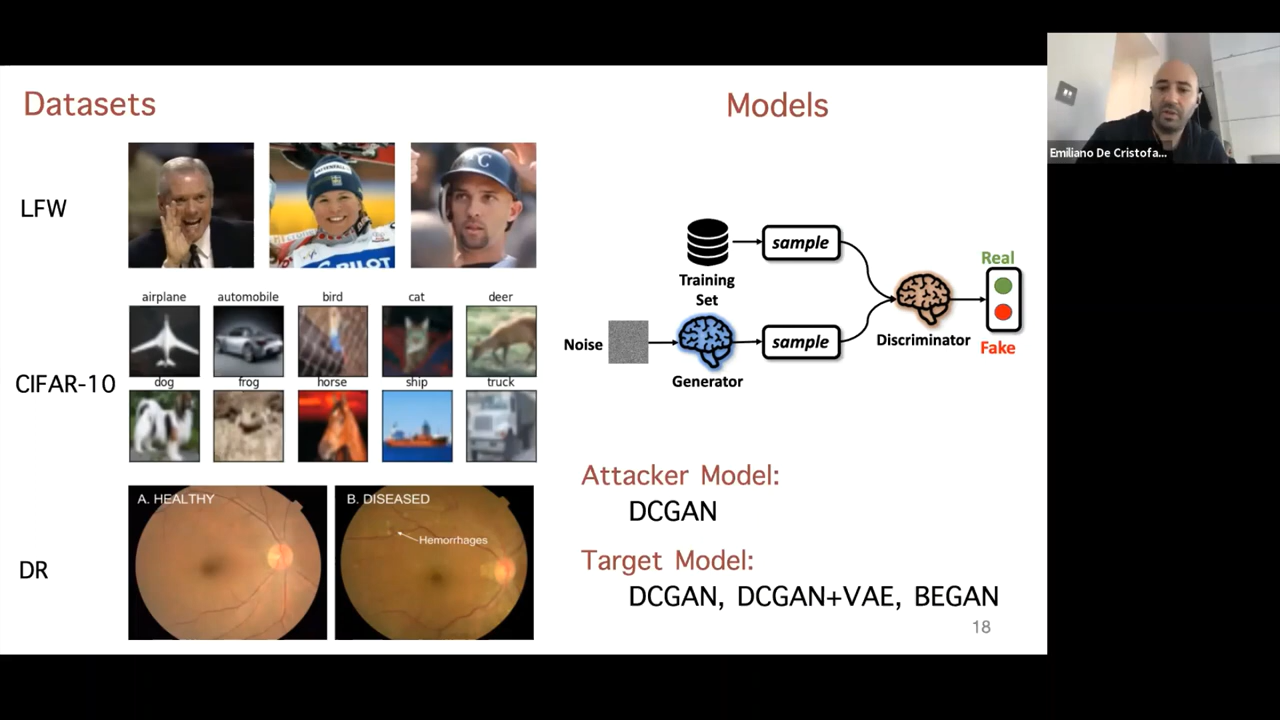 Datasets
LFW
PILOT
CIFAR-10
airplane automobile bird cat deer
dog frog horse ship truck
DR
A. HEALTHY
B. DISEASED
Hemorrhages
Models
Training
Set
sample
Noise
Generator
sample
Discriminator
Real
Fake
Attacker Model:
DCGAN
Target Model:
DCGAN, DCGAN+VAE, BEGAN
18
Emiliano De Cristofa...